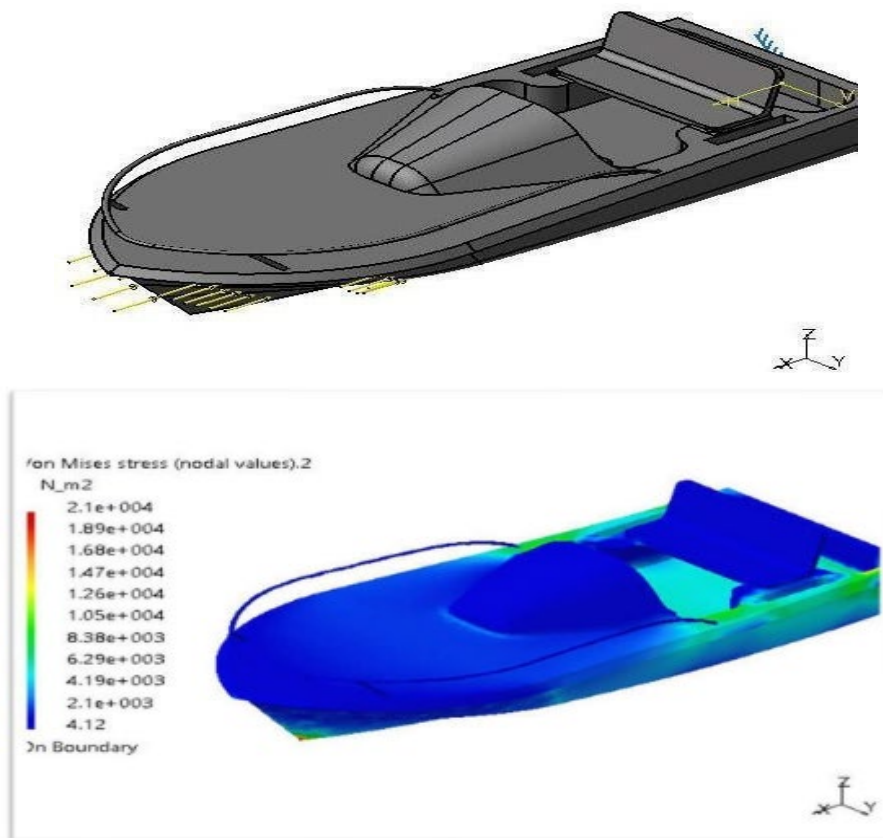 Z
X Y
Von Mises stress (nodal values).2
N_m2
2.1e+004
1.89e+004
1.68e+004
1.47e+004
1.26e+004
1.05e+004
8.38e+003
6.29e+003
4.19e+003
2.1e+003
4.12
On Boundary
Z
X Y